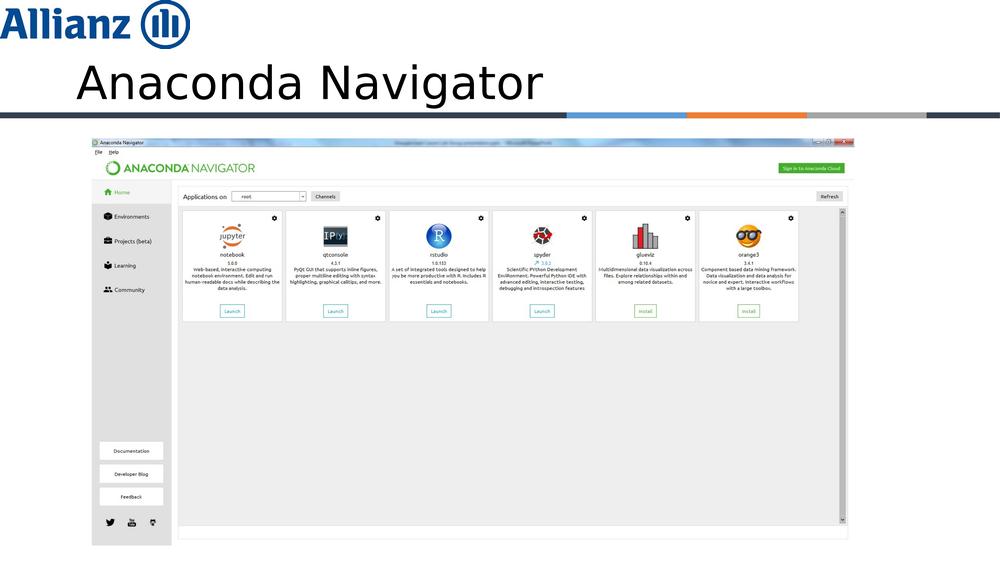 Allianz
Anaconda Navigator
Anaconda Navigator
File Help
ANACONDA NAVIGATOR
Sign in to Anaconda Cloud
Home
Environments
Projects (beta)
Learning
Community
Applications on root Channels Refresh
jupyter
notebook
5.0.0
Web-based, interactive computing
notebook environment. Edit and run
human-readable docs while describing the
data analysis.
Launch
IP[y]:
qtconsole
4.3.1
PyQt GUI that supports inline figures,
proper multiline editing with syntax
highlighting, graphical calltips, and more.
Launch
R
rstudio
1.0.153
A set of integrated tools designed to help
you be more productive with R. Includes R
essentials and notebooks.
Launch
spyder
3.0.2
Scientific PYthon Development
EnviRonment. Powerful Python IDE with
advanced editing, interactive testing,
debugging and introspection features
Launch
glueviz
0.10.4
Multidimensional data visualization across
files. Explore relationships within and
among related datasets.
Install
orange3
3.4.1
Component based data mining framework.
Data visualization and data analysis for
novice and expert. Interactive workflows
with a large toolbox.
Install
Documentation
Developer Blog
Feedback